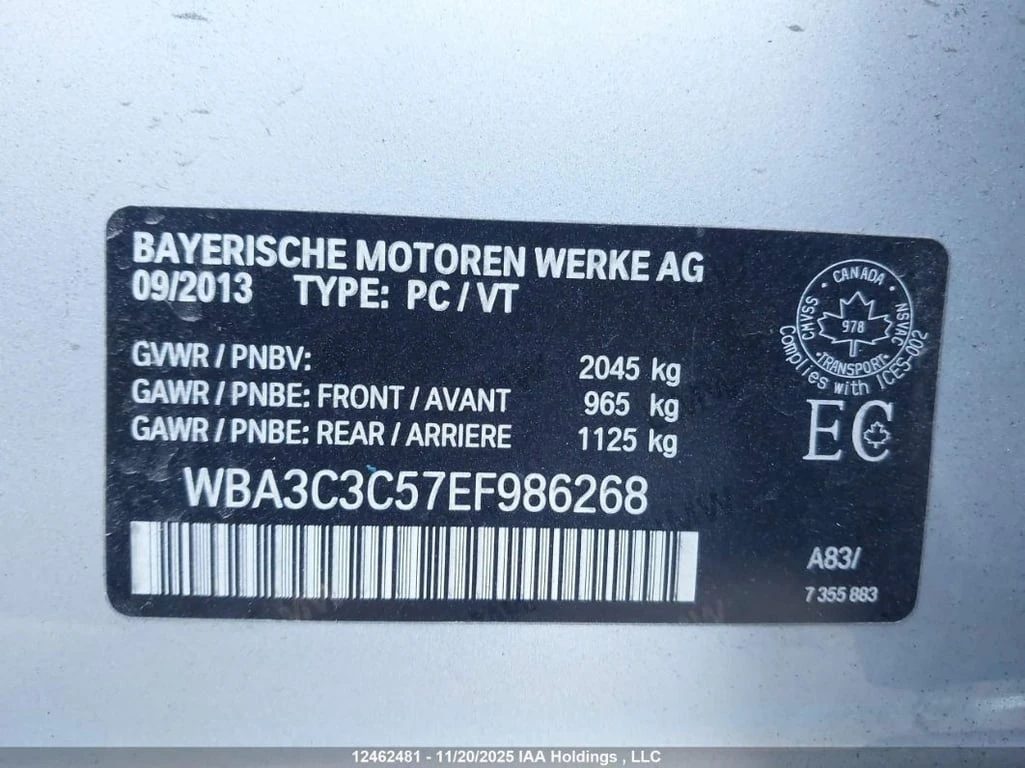 BAYERISCHE MOTOREN WERKE AG
09/2013 TYPE: PC / VT
GVWR / PNBV: 2045 kg
GAWR / PNBE: FRONT / AVANT 965 kg
GAWR / PNBE: REAR / ARRIERE 1125 kg
WBA3C3C57EF986268
CANADA
CMVSS
NSVAC
978
TRANSPORT
Complies with ICES-002
EC
A83/
7 355 883
12462481 - 11/20/2025 IAA Holdings , LLC